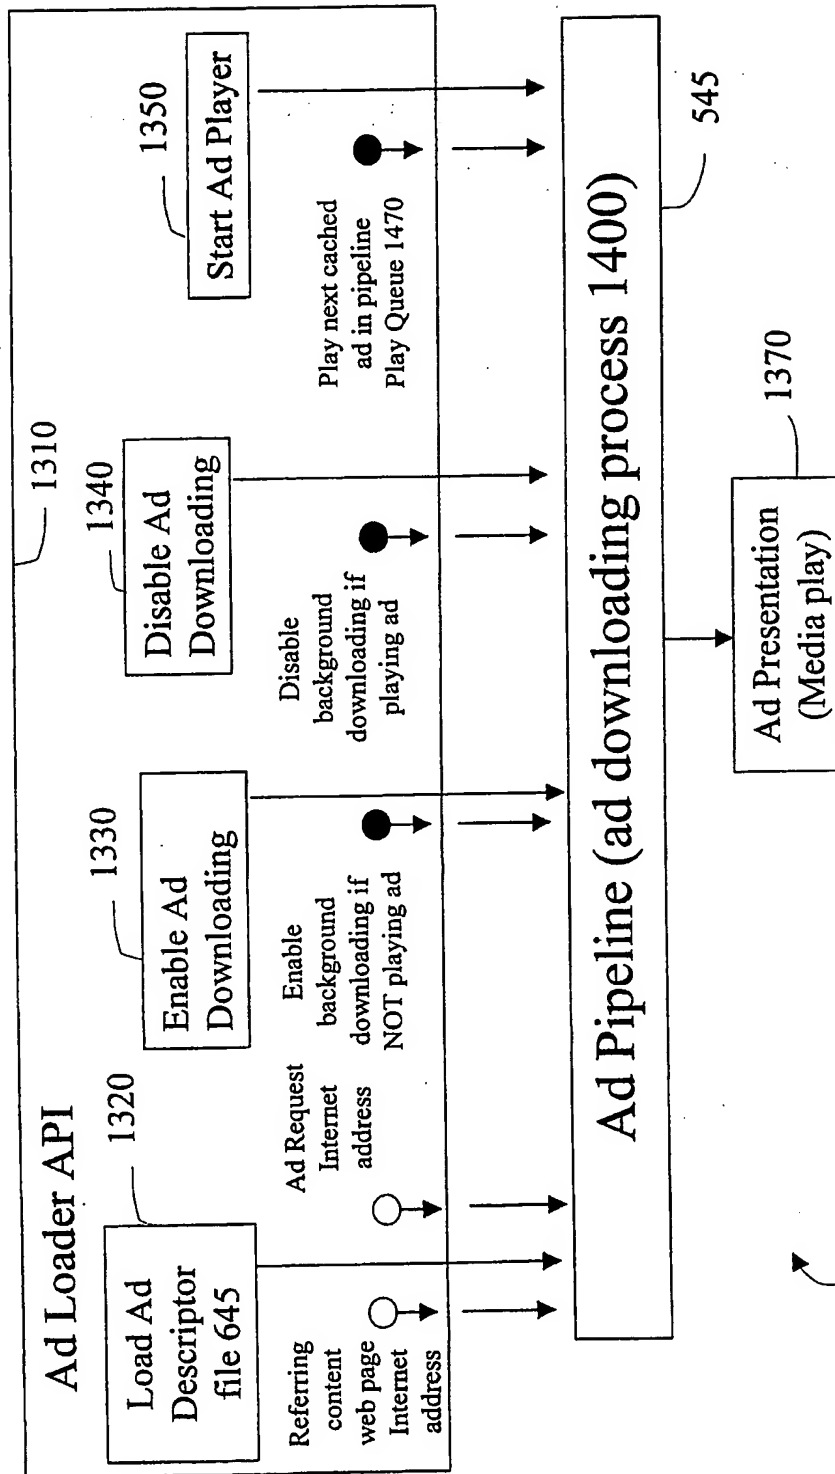 Ad Loader API
1310
1320
Load Ad
Descriptor
file 645
1330
Enable Ad
Downloading
1340
Disable Ad
Downloading
1350
Start Ad Player
Referring
content
web page
Internet
address
Ad Request
Internet
address
Enable
background
downloading if
NOT playing ad
Disable
background
downloading if
playing ad
Play next cached
ad in pipeline
Play Queue 1470
Ad Pipeline (ad downloading process 1400)
545
Ad Presentation
(Media play)
1370